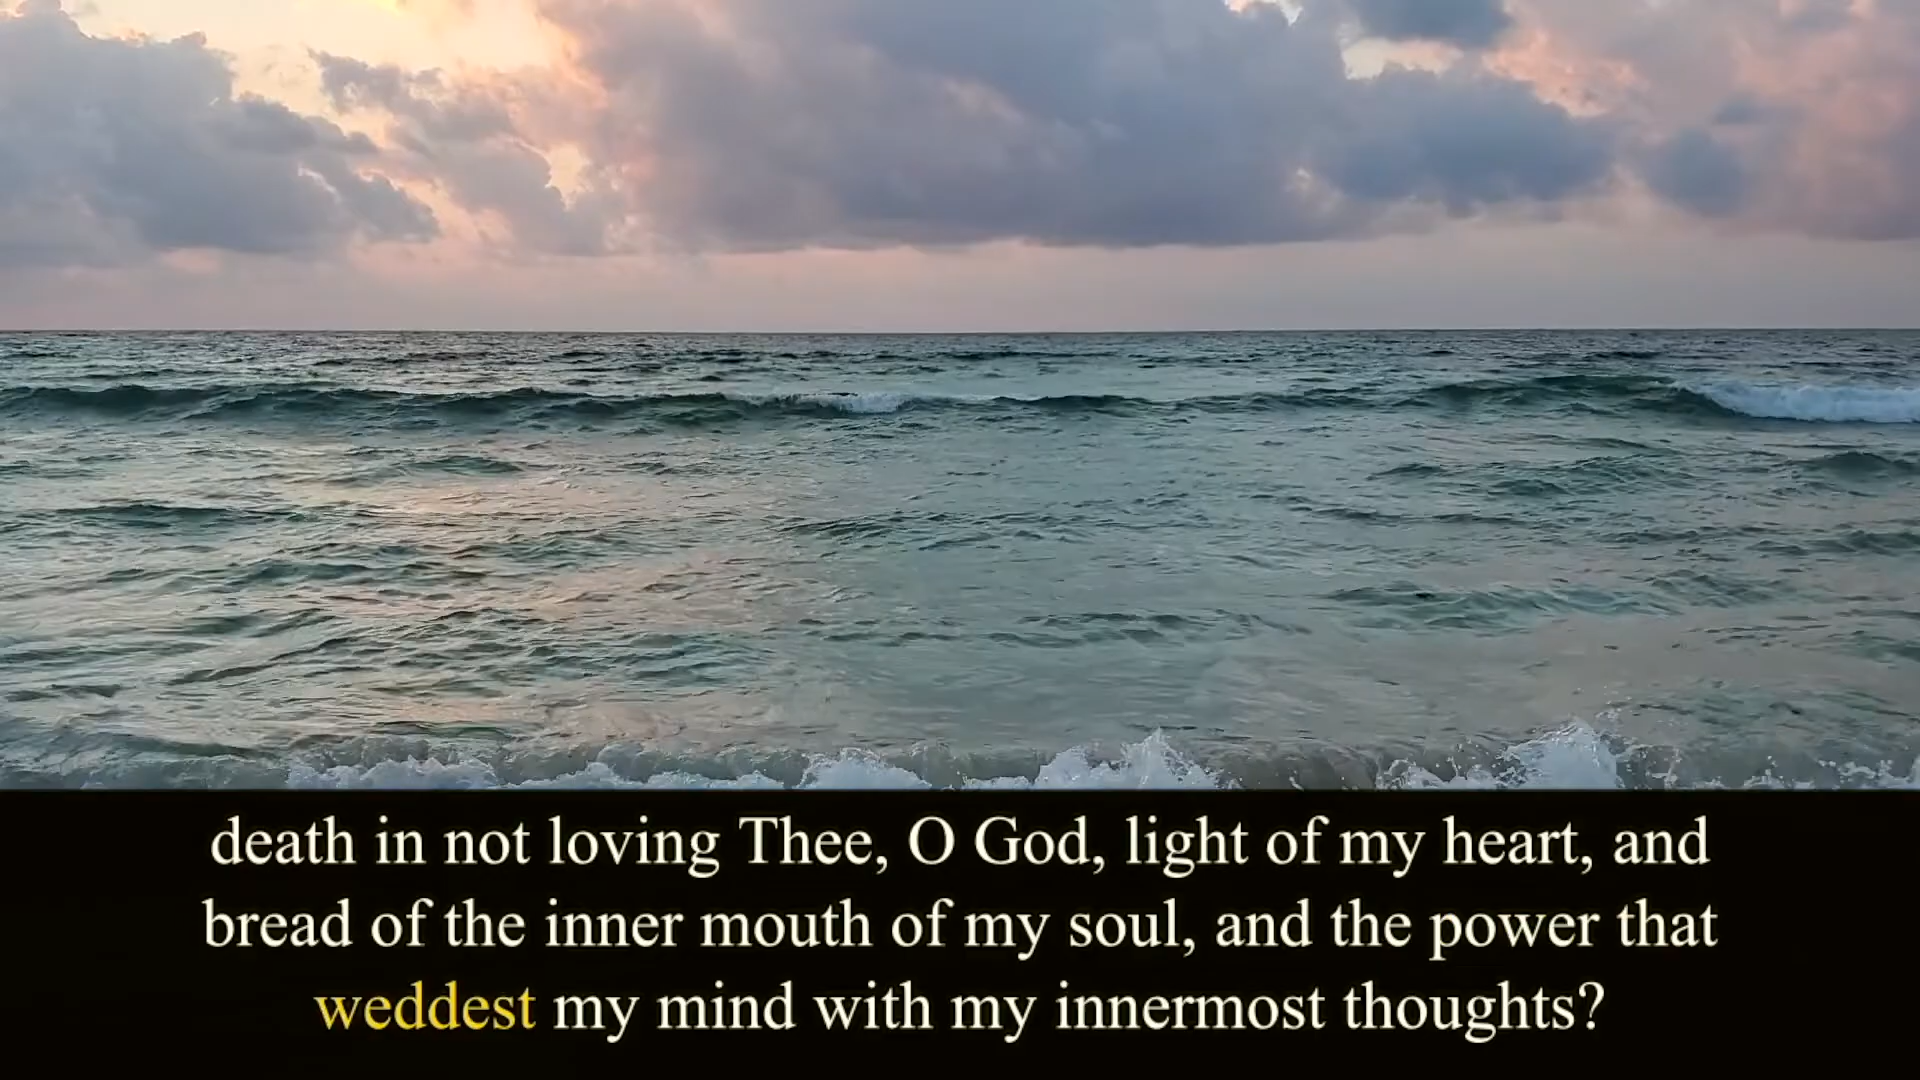 death in not loving Thee, O God, light of my heart, and
bread of the inner mouth of my soul, and the power that
weddest my mind with my innermost thoughts?